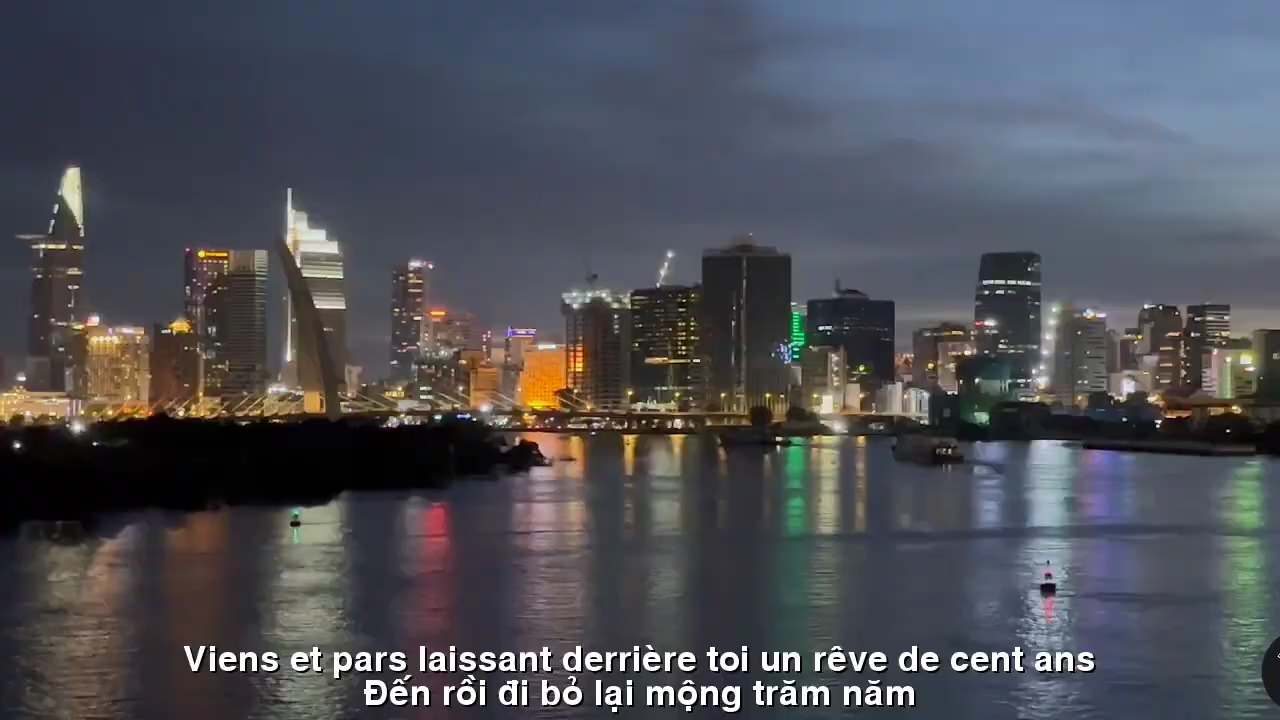 Viens et pars laissant derrière toi un rêve de cent ans
Đến rồi đi bỏ lại mộng trăm năm